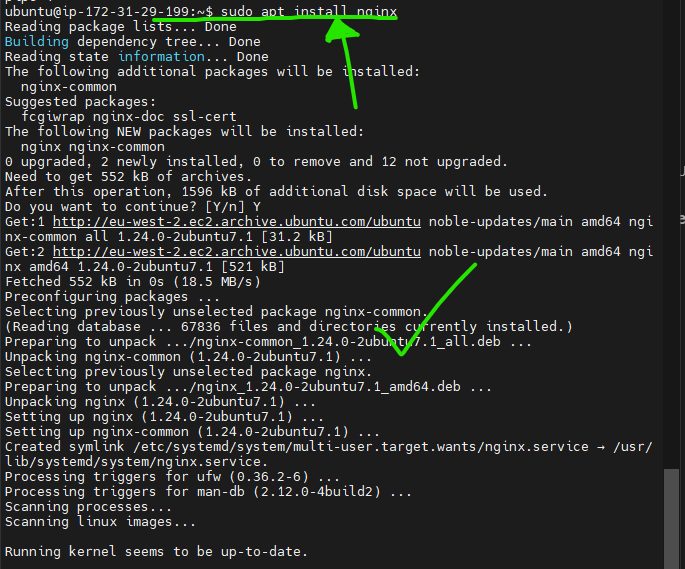 ubuntu@ip-172-31-29-199:~$ sudo apt install nginx
Reading package lists... Done
Building dependency tree... Done
Reading state information... Done
The following additional packages will be installed:
  nginx-common
Suggested packages:
  fcgiwrap nginx-doc ssl-cert
The following NEW packages will be installed:
  nginx nginx-common
0 upgraded, 2 newly installed, 0 to remove and 12 not upgraded.
Need to get 552 kB of archives.
After this operation, 1596 kB of additional disk space will be used.
Do you want to continue? [Y/n] Y
Get:1 http://eu-west-2.ec2.archive.ubuntu.com/ubuntu noble-updates/main amd64 ngi
nx-common all 1.24.0-2ubuntu7.1 [31.2 kB]
Get:2 http://eu-west-2.ec2.archive.ubuntu.com/ubuntu noble-updates/main amd64 ngi
nx amd64 1.24.0-2ubuntu7.1 [521 kB]
Fetched 552 kB in 0s (18.5 MB/s)
Preconfiguring packages ...
Selecting previously unselected package nginx-common.
(Reading database ... 67836 files and directories currently installed.)
Preparing to unpack .../nginx-common_1.24.0-2ubuntu7.1_all.deb ...
Unpacking nginx-common (1.24.0-2ubuntu7.1) ...
Selecting previously unselected package nginx.
Preparing to unpack .../nginx_1.24.0-2ubuntu7.1_amd64.deb ...
Unpacking nginx (1.24.0-2ubuntu7.1) ...
Setting up nginx (1.24.0-2ubuntu7.1) ...
Setting up nginx-common (1.24.0-2ubuntu7.1) ...
Created symlink /etc/systemd/system/multi-user.target.wants/nginx.service → /usr/
lib/systemd/system/nginx.service.
Processing triggers for ufw (0.36.2-6) ...
Processing triggers for man-db (2.12.0-4build2) ...
Scanning processes...
Scanning linux images...
Running kernel seems to be up-to-date.